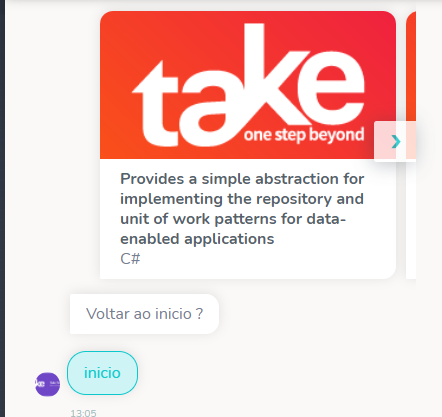 take
one step beyond
Provides a simple abstraction for
implementing the repository and
unit of work patterns for data-
enabled applications
C#
Voltar ao inicio ?
inicio
13:05